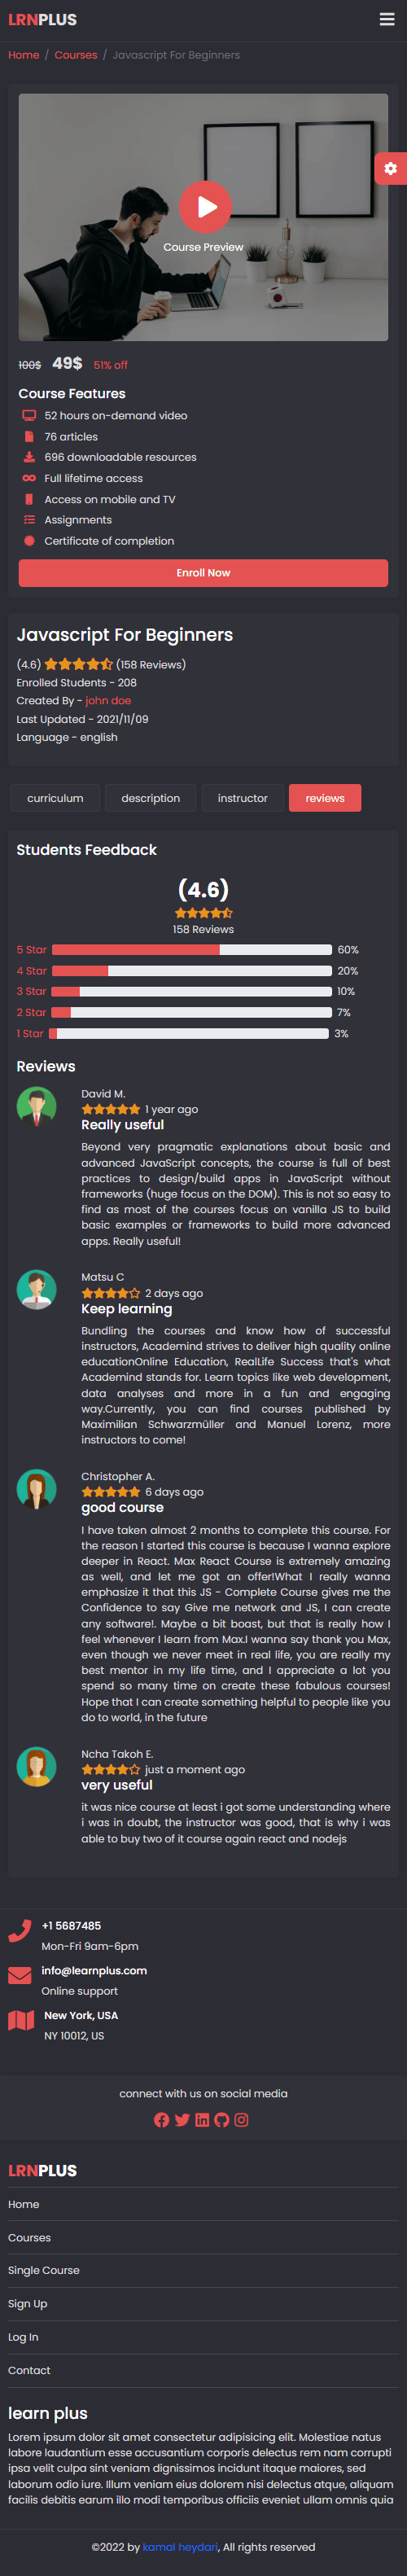 LRNPLUS
Home / Courses / Javascript For Beginners
Course Preview
100$ 49$ 51% off
Course Features
52 hours on-demand video
76 articles
696 downloadable resources
Full lifetime access
Access on mobile and TV
Assignments
Certificate of completion
Enroll Now
Javascript For Beginners
(4.6) (158 Reviews)
Enrolled Students - 208
Created By - john doe
Last Updated - 2021/11/09
Language - english
curriculum description instructor reviews
Students Feedback
(4.6)
158 Reviews
5 Star 60%
4 Star 20%
3 Star 10%
2 Star 7%
1 Star 3%
Reviews
David M.
1 year ago
Really useful
Beyond very pragmatic explanations about basic and
advanced JavaScript concepts, the course is full of best
practices to design/build apps in JavaScript without
frameworks (huge focus on the DOM). This is not so easy to
find as most of the courses focus on vanilla JS to build
basic examples or frameworks to build more advanced
apps. Really useful!
Matsu C
2 days ago
Keep learning
Bundling the courses and know how of successful
instructors, Academind strives to deliver high quality online
educationOnline Education, RealLife Success that's what
Academind stands for. Learn topics like web development,
data analyses and more in a fun and engaging
way.Currently, you can find courses published by
Maximilian Schwarzmüller and Manuel Lorenz, more
instructors to come!
Christopher A.
6 days ago
good course
I have taken almost 2 months to complete this course. For
the reason I started this course is because I wanna explore
deeper in React. Max React Course is extremely amazing
as well, and let me got an offer!What I really wanna
emphasize it that this JS - Complete Course gives me the
Confidence to say Give me network and JS, I can create
any software!. Maybe a bit boast, but that is really how I
feel whenever I learn from Max.I wanna say thank you Max,
even though we never meet in real life, you are really my
best mentor in my life time, and I appreciate a lot you
spend so many time on create these fabulous courses!
Hope that I can create something helpful to people like you
do to world, in the future
Ncha Takoh E.
just a moment ago
very useful
it was nice course at least i got some understanding where
i was in doubt, the instructor was good, that is why i was
able to buy two of it course again react and nodejs
+1 5687485
Mon-Fri 9am-6pm
info@learnplus.com
Online support
New York, USA
NY 10012, US
connect with us on social media
LRNPLUS
Home
Courses
Single Course
Sign Up
Log In
Contact
learn plus
Lorem ipsum dolor sit amet consectetur adipisicing elit. Molestiae natus
labore laudantium esse accusantium corporis delectus rem nam corrupti
ipsa velit culpa sint veniam dignissimos incidunt itaque maiores, sed
laborum odio iure. Illum veniam eius dolorem nisi delectus atque, aliquam
facilis debitis earum illo modi temporibus officiis eveniet ullam omnis quia
©2022 by kamal heydari, All rights reserved